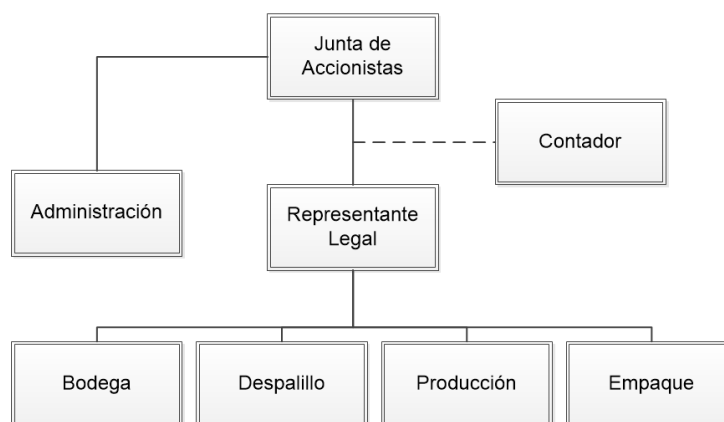 Junta de
Accionistas
Contador
Administración
Representante
Legal
Bodega
Despalillo
Producción
Empaque